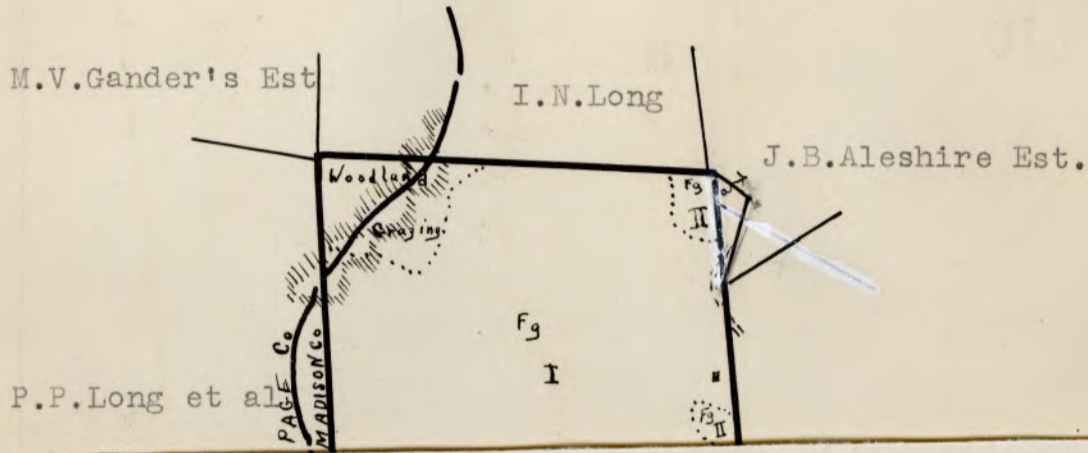 M.V.Gander's Est
I.N.Long
J.B.Aleshire Est.
Woodland
Grazing
Fg
II
Fg
I
PAGE Co
MADISON Co
P.P.Long et al
Fg
II